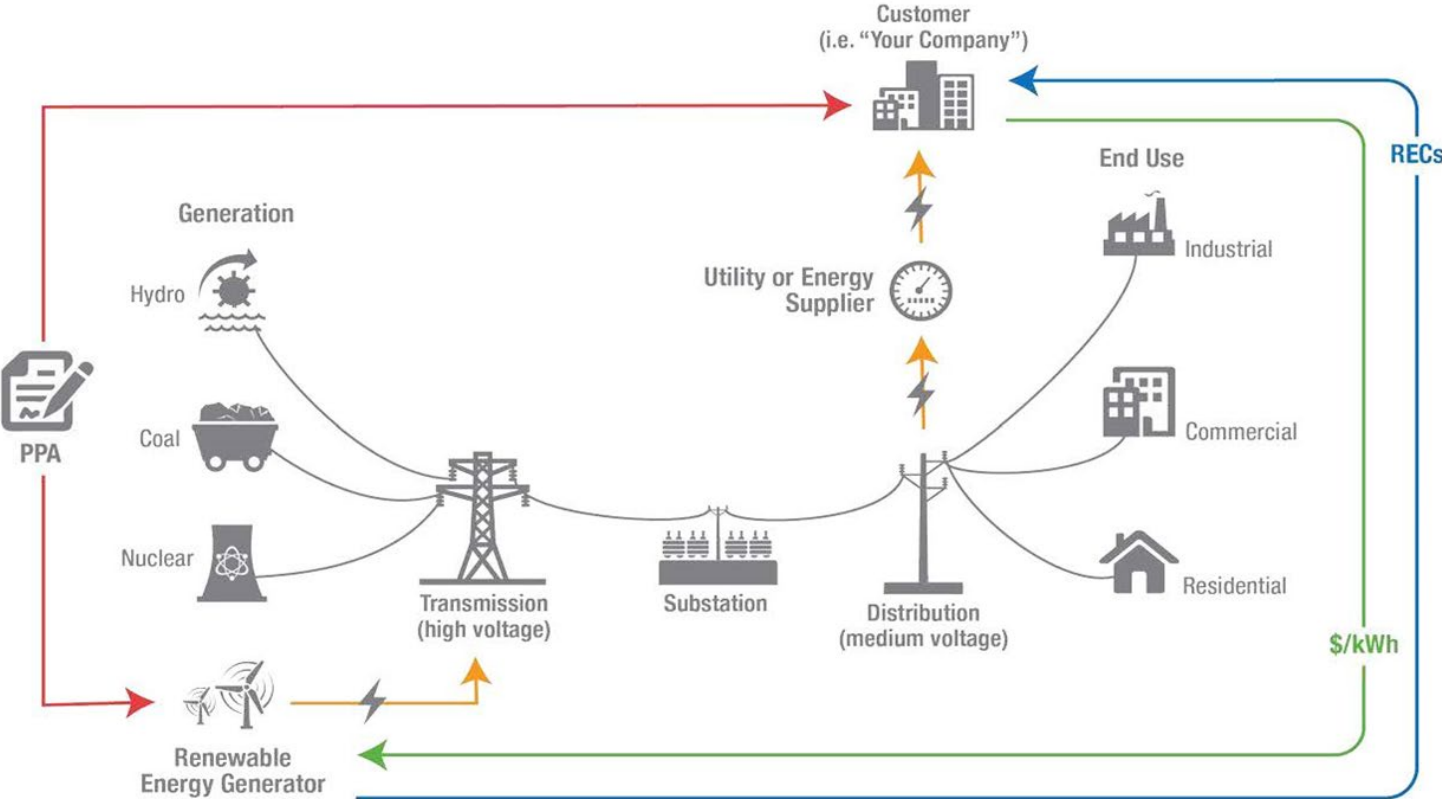 Customer
(i.e. “Your Company”)
RECs
End Use
Generation
Industrial
Utility or Energy
Supplier
Hydro
PPA
Coal
Commercial
Nuclear
Residential
Transmission
(high voltage)
Substation
Distribution
(medium voltage)
$/kWh
Renewable
Energy Generator